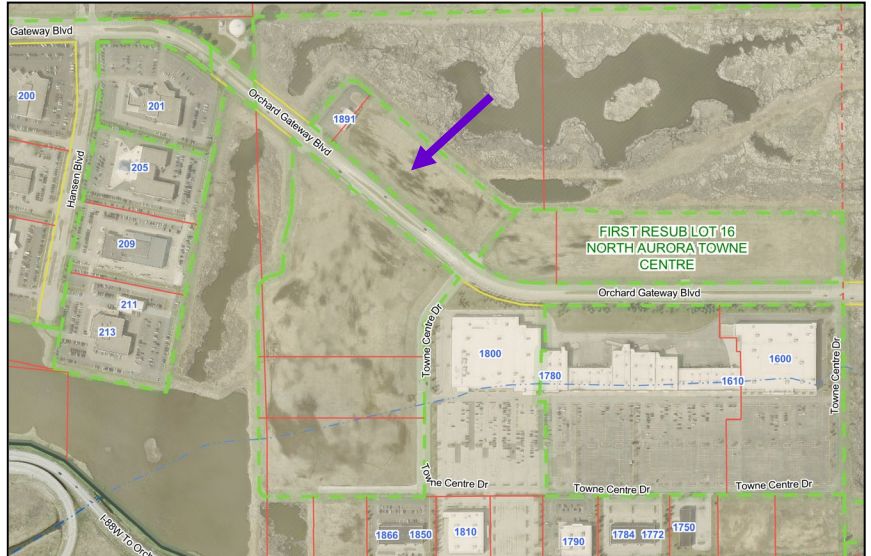 Gateway Blvd
200
201
Orchard Gateway Blvd
1891
205
Hansen Blvd
209
FIRST RESUB LOT 16
NORTH AURORA TOWNE
CENTRE
Orchard Gateway Blvd
211
213
Towne Centre Dr
1800
1780
1610
1600
Towne Centre Dr
Towne Centre Dr
Towne Centre Dr
Towne Centre Dr
I-88W To Orch
1866
1850
1810
1790
1784
1772
1750